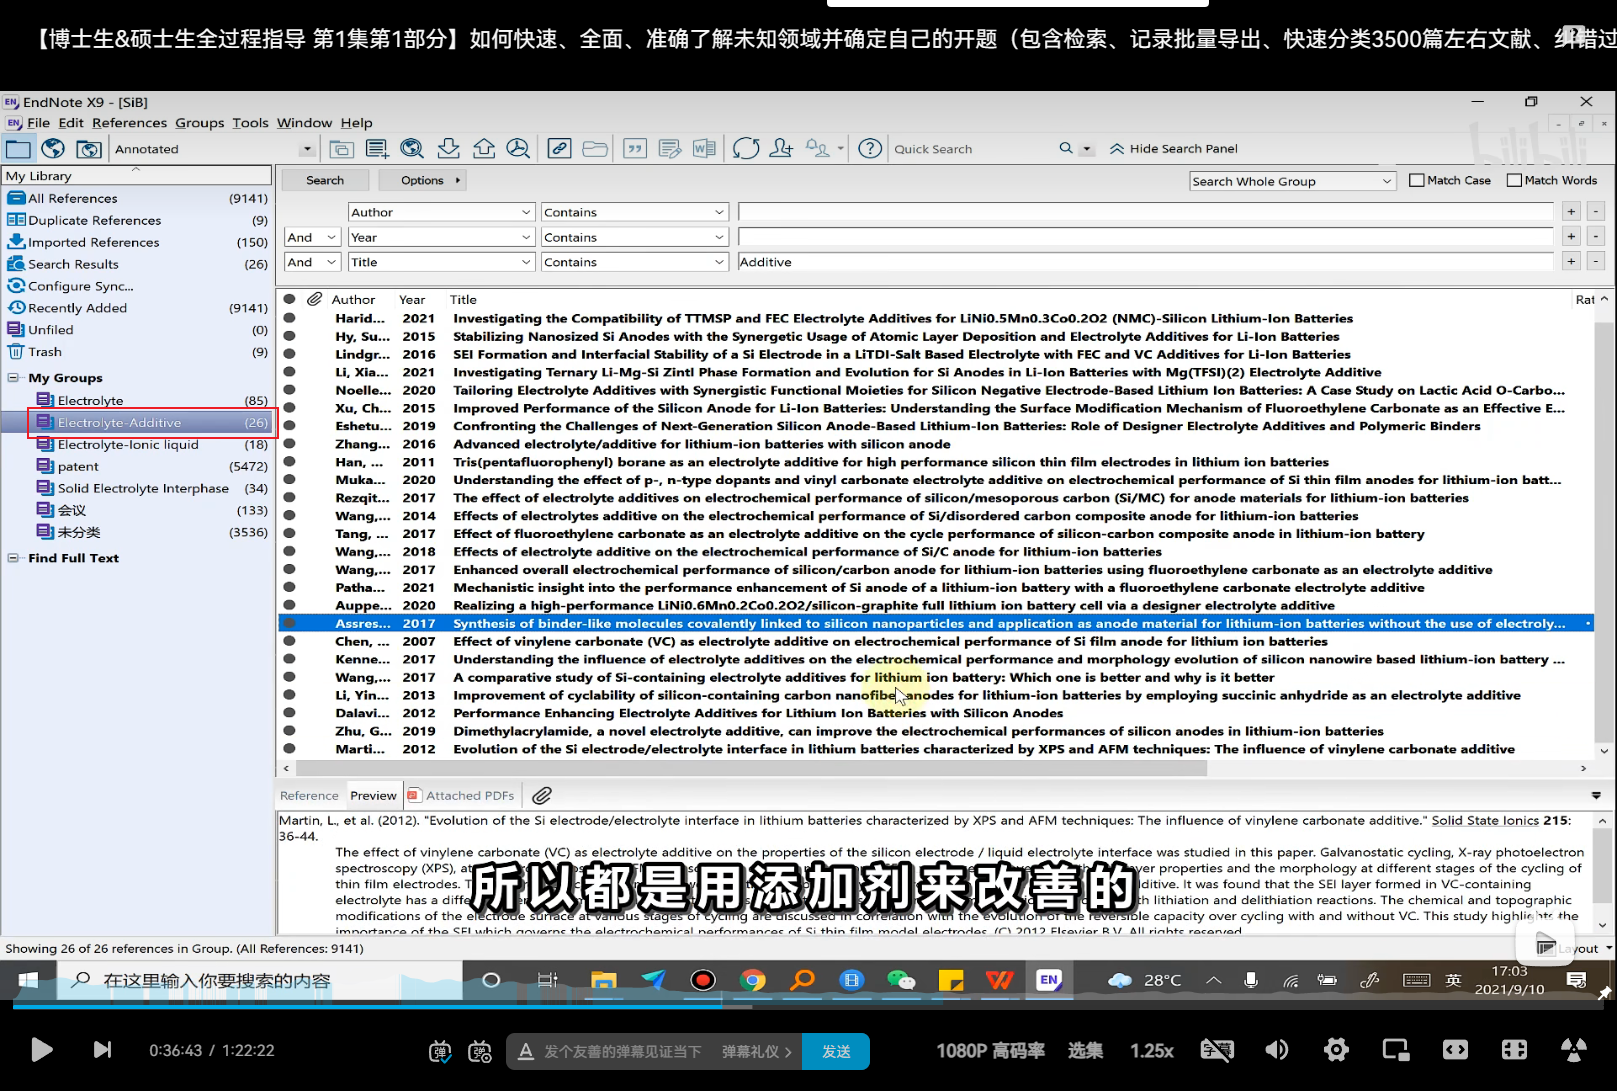 【博士生&硕士生全过程指导 第1集第1部分】如何快速、全面、准确了解未知领域并确定自己的开题（包含检索、记录批量导出、快速分类3500篇左右文献、纠错过
EndNote X9 - [SiB]
File Edit References Groups Tools Window Help
Annotated
Quick Search
Hide Search Panel
bilibili
My Library
Search Options
Search Whole Group Match Case Match Words
All References (9141)
Duplicate References (9)
Imported References (150)
Search Results (26)
Configure Sync...
Recently Added (9141)
Unfiled (0)
Trash (9)
My Groups
Electrolyte (85)
Electrolyte-Additive (26)
Electrolyte-Ionic liquid (18)
patent (5472)
Solid Electrolyte Interphase (34)
会议 (133)
未分类 (3536)
Find Full Text
Author Contains
And Year Contains
And Title Contains Additive
Author Year Title Rat
Harid... 2021 Investigating the Compatibility of TTMSP and FEC Electrolyte Additives for LiNi0.5Mn0.3Co0.2O2 (NMC)-Silicon Lithium-Ion Batteries
Hy, Su... 2015 Stabilizing Nanosized Si Anodes with the Synergetic Usage of Atomic Layer Deposition and Electrolyte Additives for Li-Ion Batteries
Lindgr... 2016 SEI Formation and Interfacial Stability of a Si Electrode in a LiTDI-Salt Based Electrolyte with FEC and VC Additives for Li-Ion Batteries
Li, Xia... 2021 Investigating Ternary Li-Mg-Si Zintl Phase Formation and Evolution for Si Anodes in Li-Ion Batteries with Mg(TFSI)(2) Electrolyte Additive
Noelle... 2020 Tailoring Electrolyte Additives with Synergistic Functional Moieties for Silicon Negative Electrode-Based Lithium Ion Batteries: A Case Study on Lactic Acid O-Carbo...
Xu, Ch... 2015 Improved Performance of the Silicon Anode for Li-Ion Batteries: Understanding the Surface Modification Mechanism of Fluoroethylene Carbonate as an Effective E...
Eshetu... 2019 Confronting the Challenges of Next-Generation Silicon Anode-Based Lithium-Ion Batteries: Role of Designer Electrolyte Additives and Polymeric Binders
Zhang... 2016 Advanced electrolyte/additive for lithium-ion batteries with silicon anode
Han, ... 2011 Tris(pentafluorophenyl) borane as an electrolyte additive for high performance silicon thin film electrodes in lithium ion batteries
Muka... 2020 Understanding the effect of p-, n-type dopants and vinyl carbonate electrolyte additive on electrochemical performance of Si thin film anodes for lithium-ion batt...
Rezqit... 2017 The effect of electrolyte additives on electrochemical performance of silicon/mesoporous carbon (Si/MC) for anode materials for lithium-ion batteries
Wang,... 2014 Effects of electrolytes additive on the electrochemical performance of Si/disordered carbon composite anode for lithium-ion batteries
Tang, ... 2017 Effect of fluoroethylene carbonate as an electrolyte additive on the cycle performance of silicon-carbon composite anode in lithium-ion battery
Wang,... 2018 Effects of electrolyte additive on the electrochemical performance of Si/C anode for lithium-ion batteries
Wang,... 2017 Enhanced overall electrochemical performance of silicon/carbon anode for lithium-ion batteries using fluoroethylene carbonate as an electrolyte additive
Patha... 2021 Mechanistic insight into the performance enhancement of Si anode of a lithium-ion battery with a fluoroethylene carbonate electrolyte additive
Auppe... 2020 Realizing a high-performance LiNi0.6Mn0.2Co0.2O2/silicon-graphite full lithium ion battery cell via a designer electrolyte additive
Assres... 2017 Synthesis of binder-like molecules covalently linked to silicon nanoparticles and application as anode material for lithium-ion batteries without the use of electroly...
Chen, ... 2007 Effect of vinylene carbonate (VC) as electrolyte additive on electrochemical performance of Si film anode for lithium ion batteries
Kenne... 2017 Understanding the influence of electrolyte additives on the electrochemical performance and morphology evolution of silicon nanowire based lithium-ion battery ...
Wang,... 2017 A comparative study of Si-containing electrolyte additives for lithium ion battery: Which one is better and why is it better
Li, Yin... 2013 Improvement of cyclability of silicon-containing carbon nanofiber anodes for lithium-ion batteries by employing succinic anhydride as an electrolyte additive
Dalavi... 2012 Performance Enhancing Electrolyte Additives for Lithium Ion Batteries with Silicon Anodes
Zhu, G... 2019 Dimethylacrylamide, a novel electrolyte additive, can improve the electrochemical performances of silicon anodes in lithium-ion batteries
Marti... 2012 Evolution of the Si electrode/electrolyte interface in lithium batteries characterized by XPS and AFM techniques: The influence of vinylene carbonate additive
Reference Preview Attached PDFs
Martin, L., et al. (2012). "Evolution of the Si electrode/electrolyte interface in lithium batteries characterized by XPS and AFM techniques: The influence of vinylene carbonate additive." Solid State Ionics 215:
36-44.
The effect of vinylene carbonate (VC) as electrolyte additive on the properties of the silicon electrode / liquid electrolyte interface was studied in this paper. Galvanostatic cycling, X-ray photoelectron
spectroscopy (XPS), layer properties and the morphology at different stages of the cycling of
thin film electrodes. additive. It was found that the SEI layer formed in VC-containing
electrolyte has a lithiation and delithiation reactions. The chemical and topographic
modifications of the electrode surface at various stages of cycling are discussed in correlation with the evolution of the reversible capacity over cycling with and without VC. This study highlights the
importance of the SEI which governs the electrochemical performances of Si thin film model electrodes. (C) 2012 Elsevier B.V. All rights reserved.
所以都是用添加剂来改善的
Showing 26 of 26 references in Group. (All References: 9141)
Layout
在这里输入你要搜索的内容
EN
28°C
英
17:03
2021/9/10
0:36:43 / 1:22:22
弹
弹
A 发个友善的弹幕见证当下 弹幕礼仪 >
发送
1080P 高码率 选集 1.25x
字幕